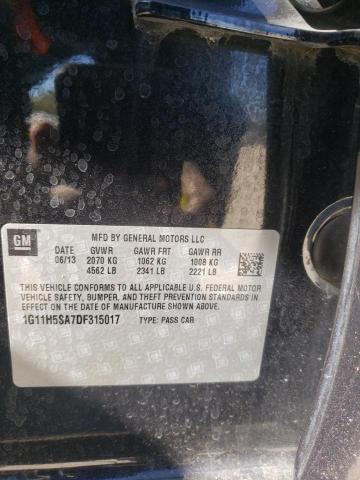 GM
MFD BY GENERAL MOTORS LLC
DATE GVWR GAWR FRT GAWR RR
06/13 2070 KG 1062 KG 1008 KG
4562 LB 2341 LB 2221 LB
THIS VEHICLE CONFORMS TO ALL APPLICABLE U.S. FEDERAL MOTOR
VEHICLE SAFETY, BUMPER, AND THEFT PREVENTION STANDARDS IN
EFFECT ON THE DATE OF MANUFACTURE SHOWN ABOVE.
1G11H5SA7DF315017 TYPE: PASS CAR